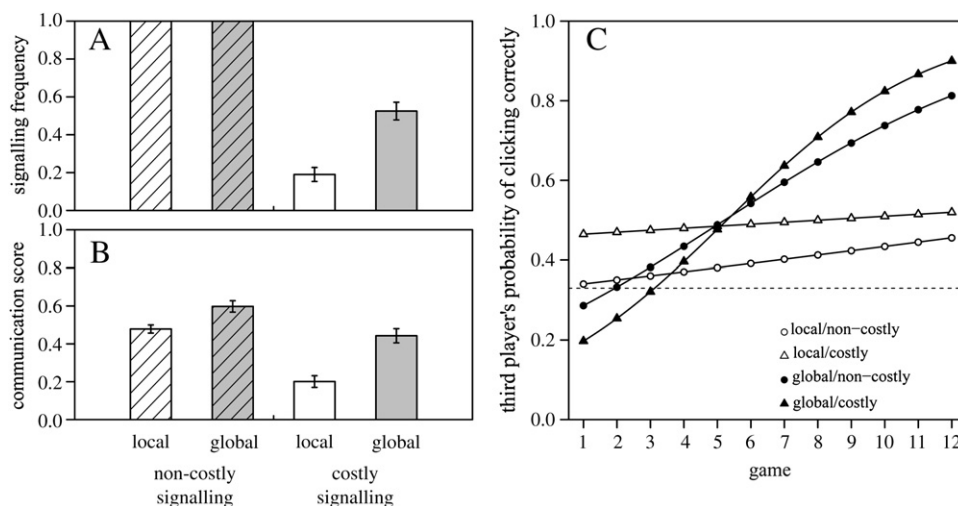 A
signalling frequency
1.0
0.8
0.6
0.4
0.2
0.0
B
communication score
1.0
0.8
0.6
0.4
0.2
0.0
local
global
local
global
non-costly
signalling
costly
signalling
C
third player's probability of clicking correctly
1.0
0.8
0.6
0.4
0.2
0.0
local/non−costly
local/costly
global/non−costly
global/costly
1 2 3 4 5 6 7 8 9 10 11 12
game